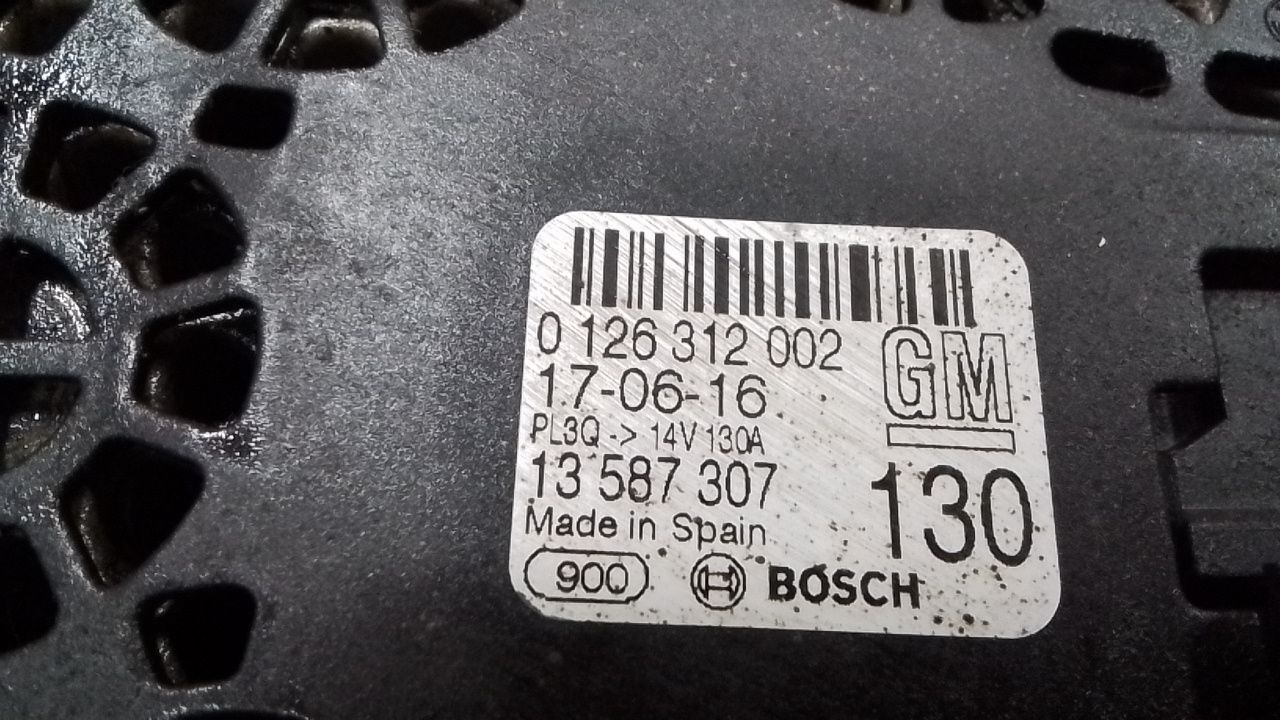 0 126 312 002
17-06-16
GM
PL3Q -> 14V 130A
13 587 307
130
Made in Spain
900
BOSCH